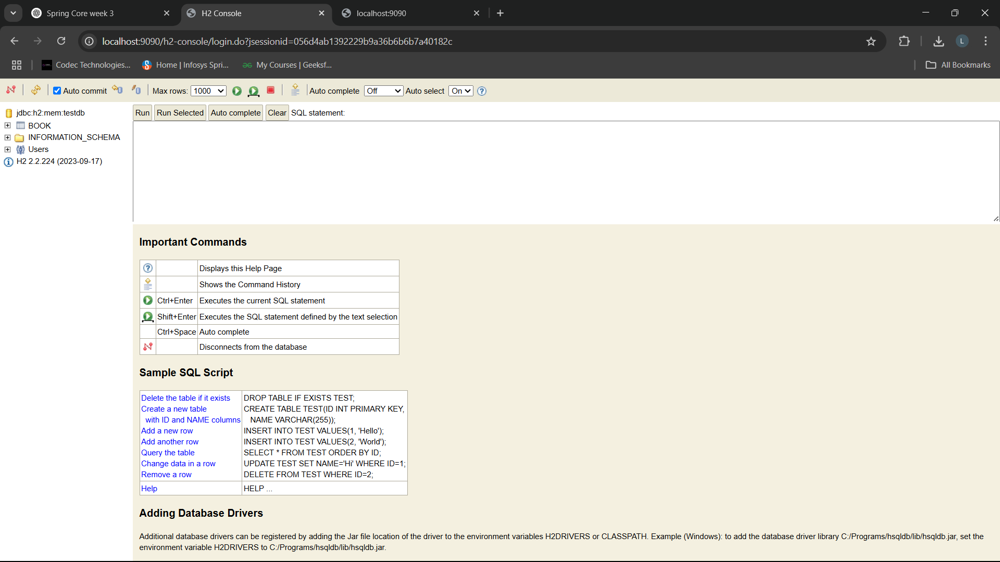 Spring Core week 3
H2 Console
localhost:9090
localhost:9090/h2-console/login.do?jsessionid=056d4ab1392229b9a36b6b6b7a40182c
L
Codec Technologies...
Home | Infosys Spri...
My Courses | Geeksf...
All Bookmarks
Auto commit
Max rows: 1000
Auto complete Off
Auto select On
jdbc:h2:mem:testdb
BOOK
INFORMATION_SCHEMA
Users
H2 2.2.224 (2023-09-17)
Run
Run Selected
Auto complete
Clear
SQL statement:
Important Commands
Displays this Help Page
Shows the Command History
Ctrl+Enter Executes the current SQL statement
Shift+Enter Executes the SQL statement defined by the text selection
Ctrl+Space Auto complete
Disconnects from the database
Sample SQL Script
Delete the table if it exists DROP TABLE IF EXISTS TEST;
Create a new table CREATE TABLE TEST(ID INT PRIMARY KEY,
with ID and NAME columns NAME VARCHAR(255));
Add a new row INSERT INTO TEST VALUES(1, 'Hello');
Add another row INSERT INTO TEST VALUES(2, 'World');
Query the table SELECT * FROM TEST ORDER BY ID;
Change data in a row UPDATE TEST SET NAME='Hi' WHERE ID=1;
Remove a row DELETE FROM TEST WHERE ID=2;
Help HELP ...
Adding Database Drivers
Additional database drivers can be registered by adding the Jar file location of the driver to the environment variables H2DRIVERS or CLASSPATH. Example (Windows): to add the database driver library C:/Programs/hsqldb/lib/hsqldb.jar, set the
environment variable H2DRIVERS to C:/Programs/hsqldb/lib/hsqldb.jar.